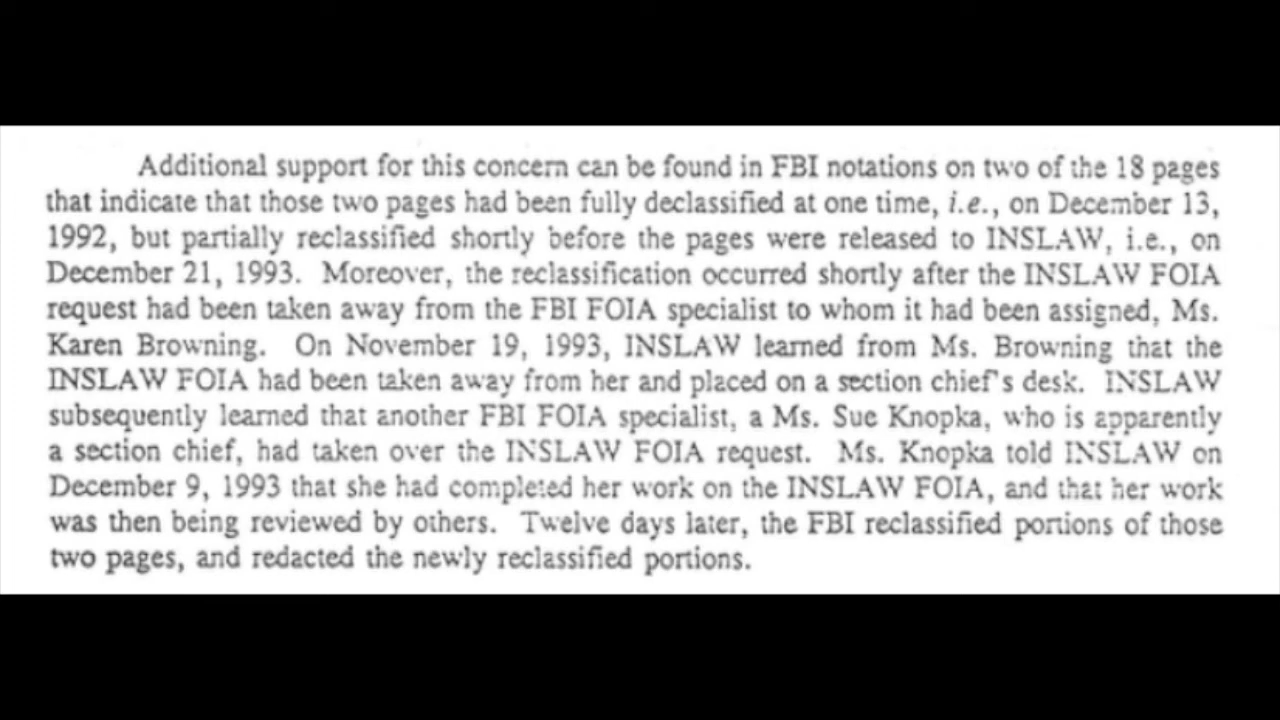 Additional support for this concern can be found in FBI notations on two of the 18 pages
that indicate that those two pages had been fully declassified at one time, i.e., on December 13,
1992, but partially reclassified shortly before the pages were released to INSLAW, i.e., on
December 21, 1993. Moreover, the reclassification occurred shortly after the INSLAW FOIA
request had been taken away from the FBI FOIA specialist to whom it had been assigned, Ms.
Karen Browning. On November 19, 1993, INSLAW learned from Ms. Browning that the
INSLAW FOIA had been taken away from her and placed on a section chief's desk. INSLAW
subsequently learned that another FBI FOIA specialist, a Ms. Sue Knopka, who is apparently
a section chief, had taken over the INSLAW FOIA request. Ms. Knopka told INSLAW on
December 9, 1993 that she had completed her work on the INSLAW FOIA, and that her work
was then being reviewed by others. Twelve days later, the FBI reclassified portions of those
two pages, and redacted the newly reclassified portions.